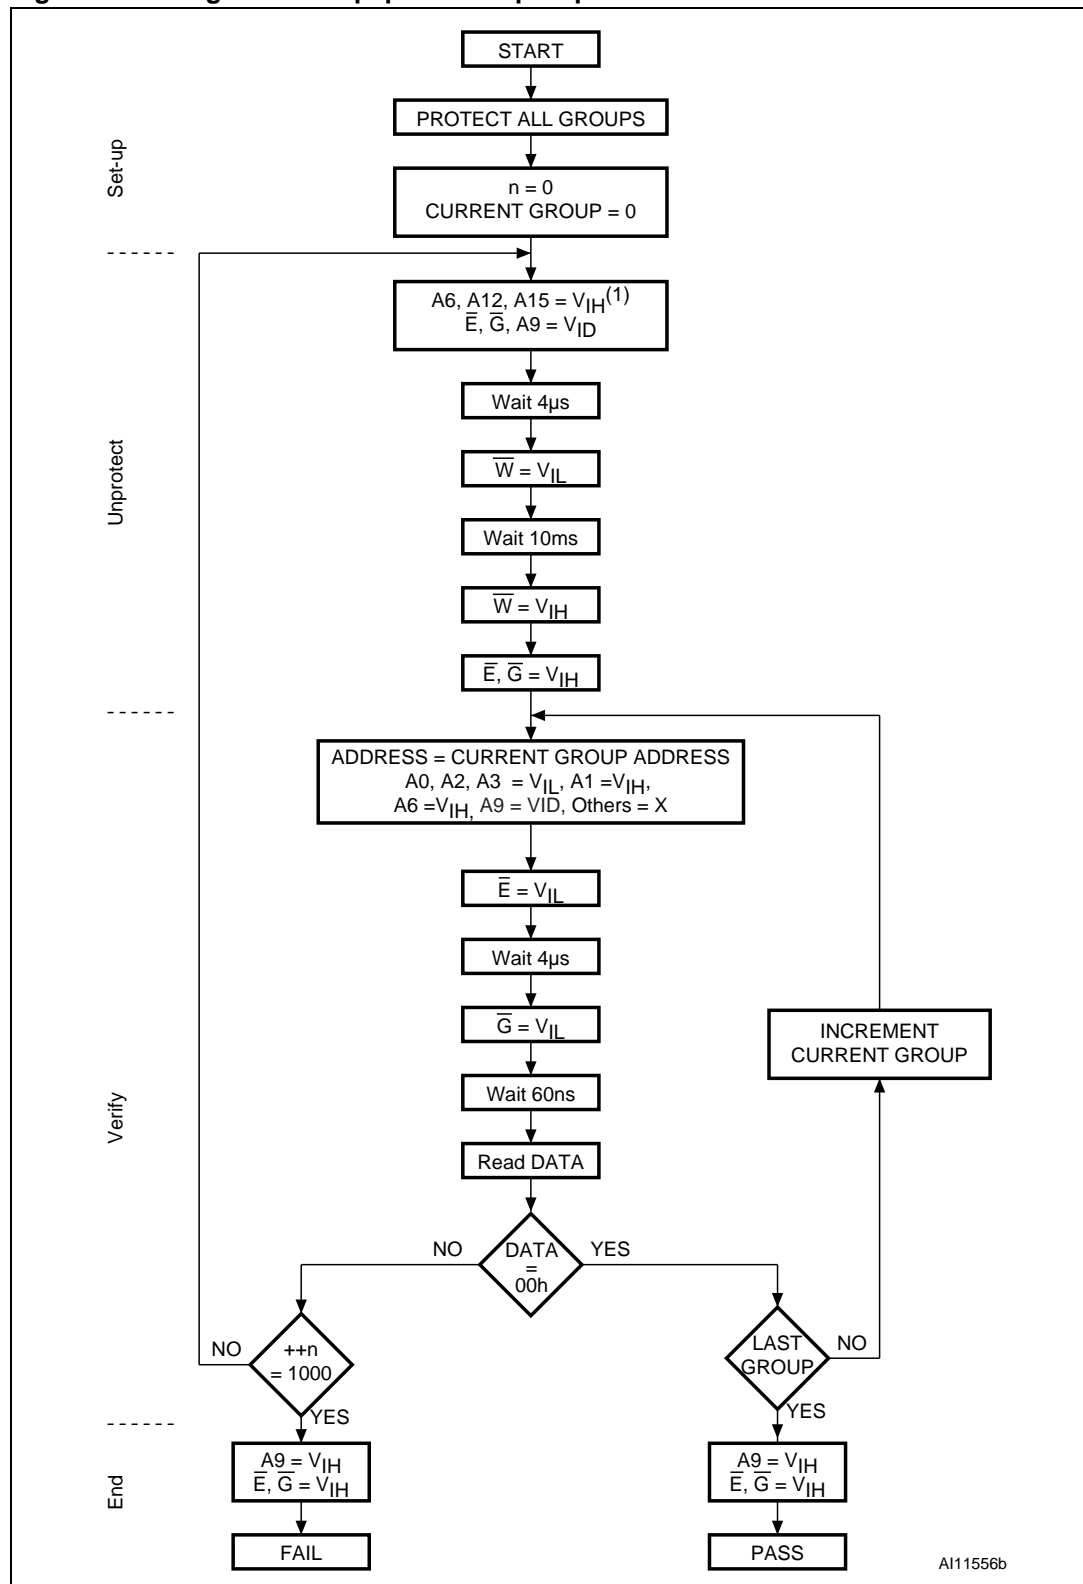 START
PROTECT ALL GROUPS
Set-up
n = 0
CURRENT GROUP = 0
A6, A12, A15 = VIH(1)
E̅, G̅, A9 = VID
Wait 4µs
Unprotect
W̅ = VIL
Wait 10ms
W̅ = VIH
E̅, G̅ = VIH
ADDRESS = CURRENT GROUP ADDRESS
A0, A2, A3 = VIL, A1 =VIH,
A6 =VIH, A9 = VID, Others = X
E̅ = VIL
Wait 4µs
G̅ = VIL
INCREMENT
CURRENT GROUP
Wait 60ns
Verify
Read DATA
NO
DATA
=
00h
YES
NO
++n
= 1000
YES
LAST
GROUP
NO
YES
End
A9 = VIH
E̅, G̅ = VIH
A9 = VIH
E̅, G̅ = VIH
FAIL
PASS
AI11556b